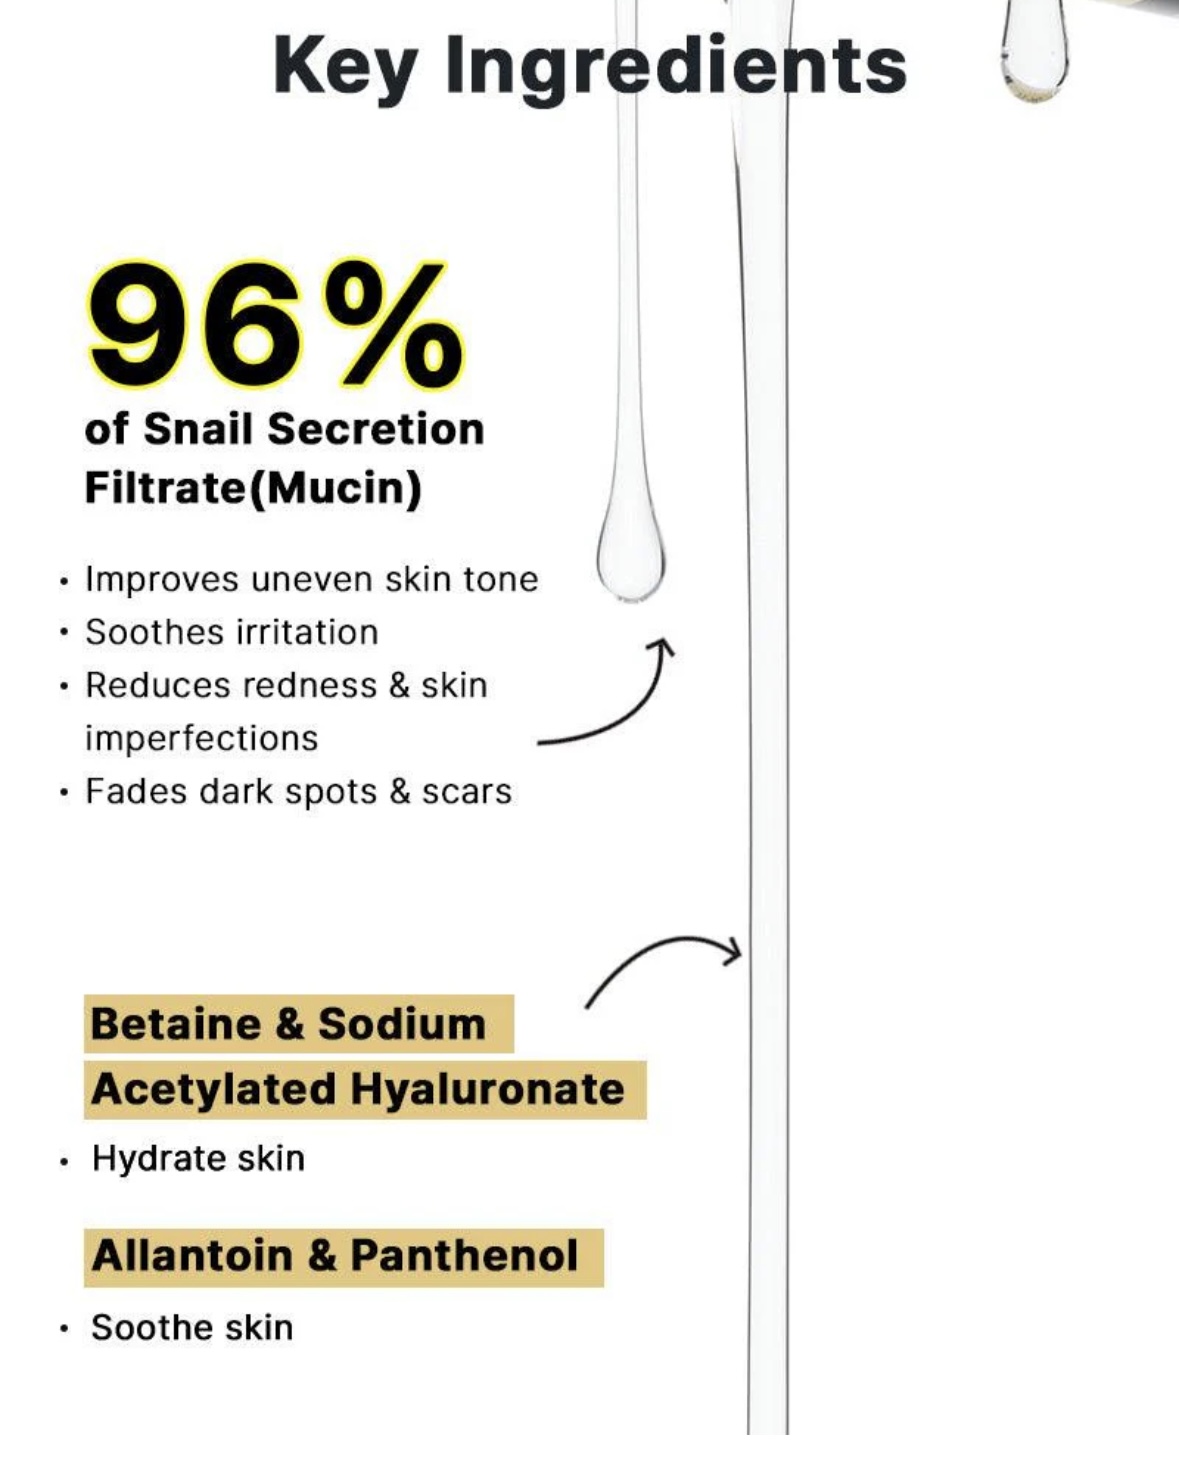 Key Ingredients
96%
of Snail Secretion
Filtrate(Mucin)
• Improves uneven skin tone
• Soothes irritation
• Reduces redness & skin
imperfections
• Fades dark spots & scars
Betaine & Sodium
Acetylated Hyaluronate
• Hydrate skin
Allantoin & Panthenol
• Soothe skin